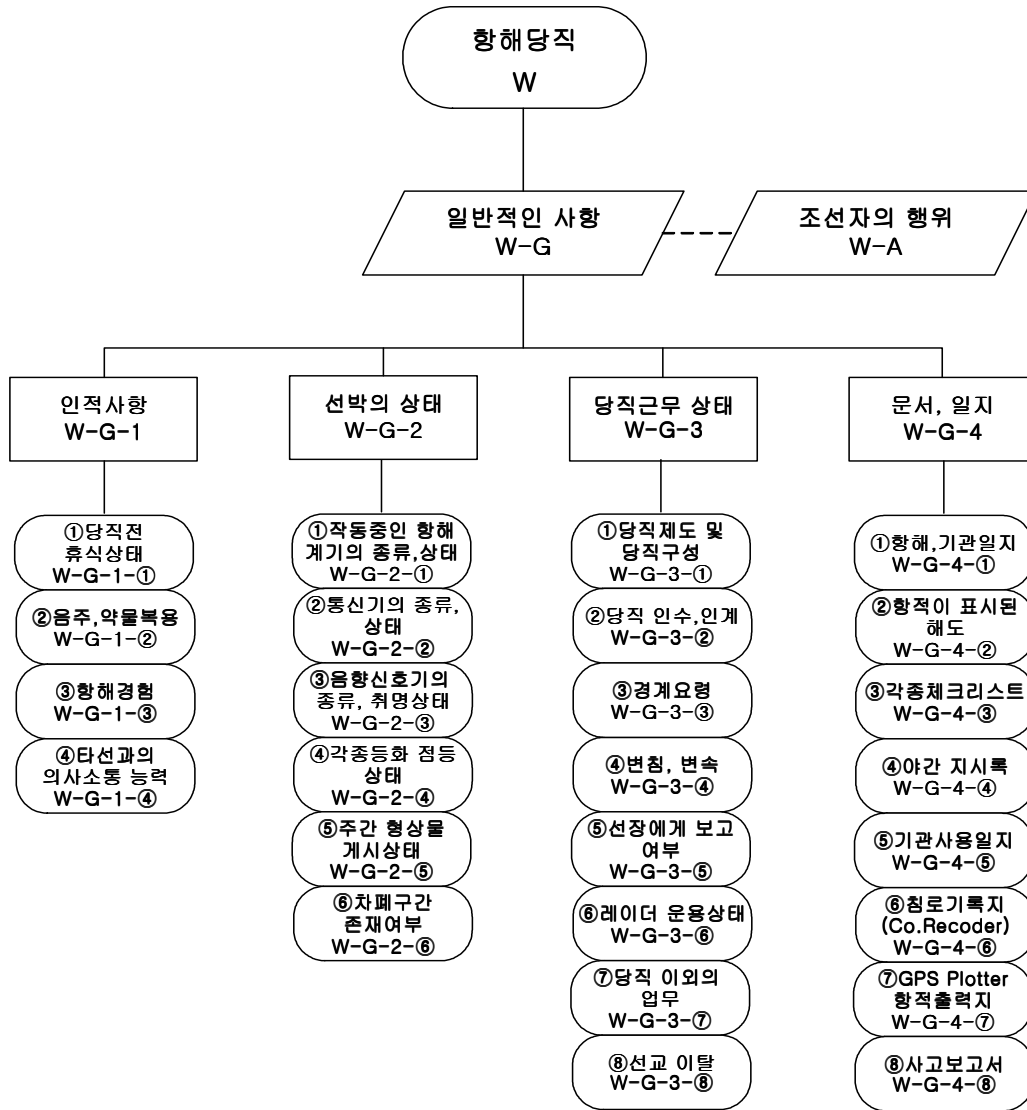 항해당직
W
일반적인 사항
W-G
조선자의 행위
W-A
인적사항
W-G-1
①당직전
휴식상태
W-G-1-①
②음주,약물복용
W-G-1-②
③항해경험
W-G-1-③
④타선과의
의사소통 능력
W-G-1-④
선박의 상태
W-G-2
①작동중인 항해
계기의 종류,상태
W-G-2-①
②통신기의 종류,
상태
W-G-2-②
③음향신호기의
종류, 취명상태
W-G-2-③
④각종등화 점등
상태
W-G-2-④
⑤주간 형상물
게시상태
W-G-2-⑤
⑥차폐구간
존재여부
W-G-2-⑥
당직근무 상태
W-G-3
①당직제도 및
당직구성
W-G-3-①
②당직 인수,인계
W-G-3-②
③경계요령
W-G-3-③
④변침, 변속
W-G-3-④
⑤선장에게 보고
여부
W-G-3-⑤
⑥레이더 운용상태
W-G-3-⑥
⑦당직 이외의
업무
W-G-3-⑦
⑧선교 이탈
W-G-3-⑧
문서, 일지
W-G-4
①항해,기관일지
W-G-4-①
②항적이 표시된
해도
W-G-4-②
③각종체크리스트
W-G-4-③
④야간 지시록
W-G-4-④
⑤기관사용일지
W-G-4-⑤
⑥침로기록지
(Co.Recoder)
W-G-4-⑥
⑦GPS Plotter
항적출력지
W-G-4-⑦
⑧사고보고서
W-G-4-⑧